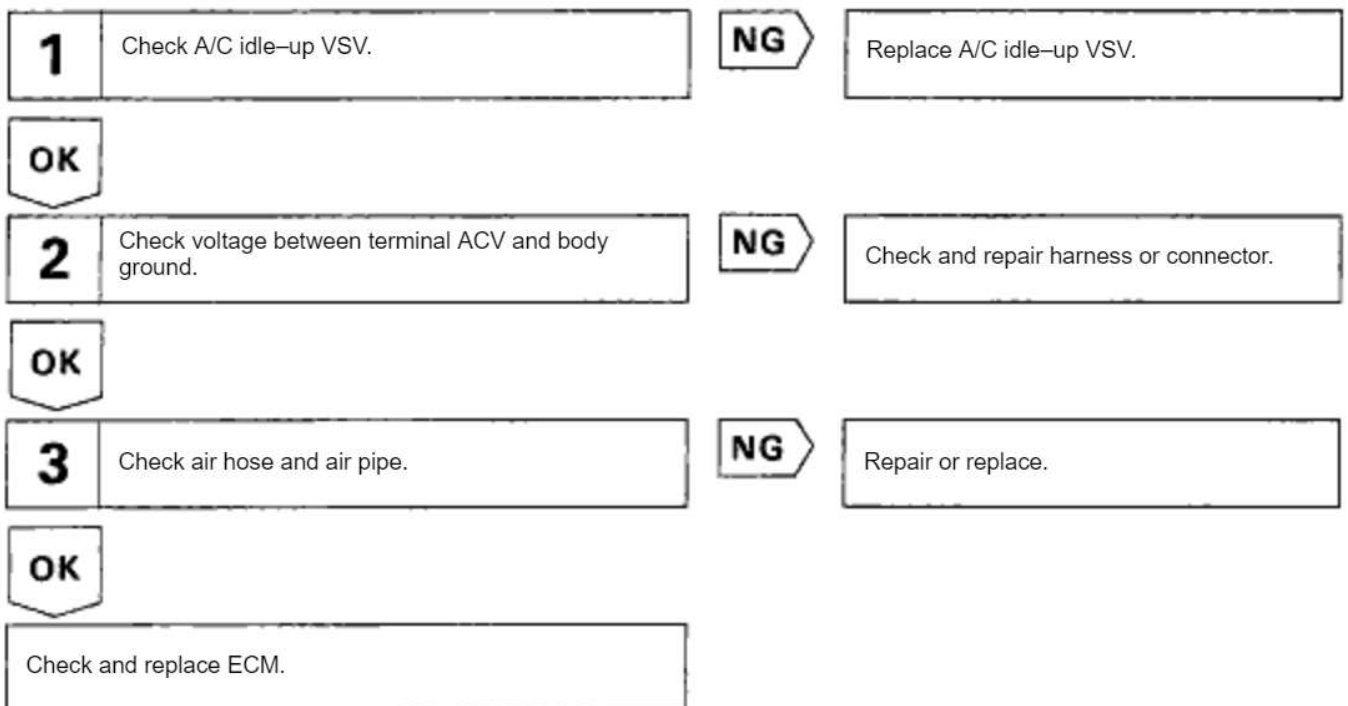 1
Check A/C idle–up VSV.
NG
Replace A/C idle–up VSV.
OK
2
Check voltage between terminal ACV and body
ground.
NG
Check and repair harness or connector.
OK
3
Check air hose and air pipe.
NG
Repair or replace.
OK
Check and replace ECM.